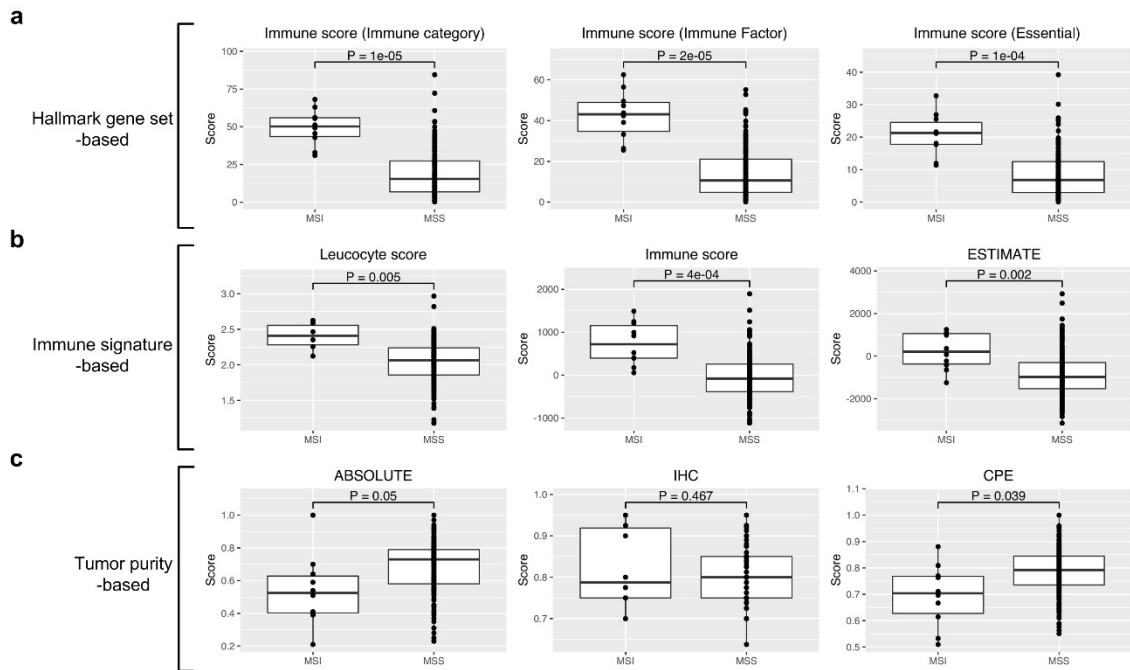 a
Hallmark gene set
-based
Immune score (Immune category)
P = 1e-05
Score
100
75
50
25
0
MSI
MSS
Immune score (Immune Factor)
P = 2e-05
Score
60
40
20
0
MSI
MSS
Immune score (Essential)
P = 1e-04
Score
40
30
20
10
0
MSI
MSS
b
Immune signature
-based
Leucocyte score
P = 0.005
Score
3.0
2.5
2.0
1.5
MSI
MSS
Immune score
P = 4e-04
Score
2000
1000
0
-1000
MSI
MSS
ESTIMATE
P = 0.002
Score
4000
2000
0
-2000
MSI
MSS
c
Tumor purity
-based
ABSOLUTE
P = 0.05
Score
1.0
0.8
0.6
0.4
0.2
MSI
MSS
IHC
P = 0.467
Score
1.0
0.9
0.8
0.7
MSI
MSS
CPE
P = 0.039
Score
1.1
1.0
0.9
0.8
0.7
0.6
0.5
MSI
MSS